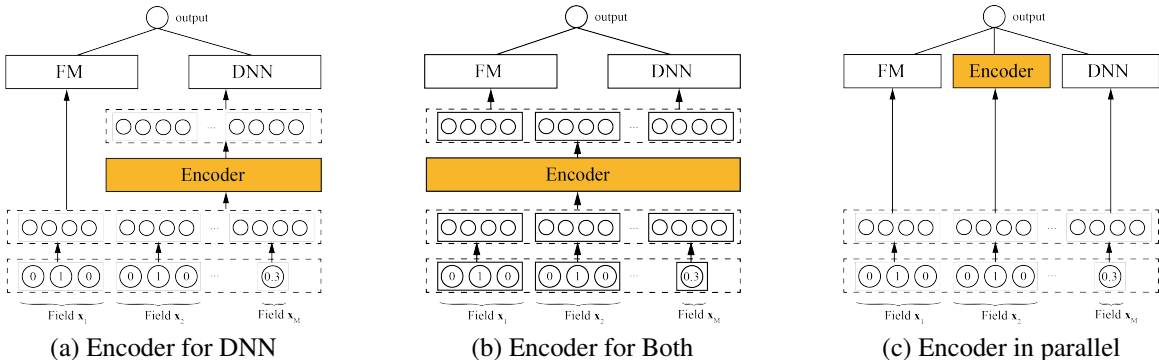 output
FM
DNN
...
Encoder
...
0 1 0 0 1 0 ... 0.3
Field x₁ Field x₂ Field x_M
(a) Encoder for DNN
output
FM
DNN
...
Encoder
...
0 1 0 0 1 0 ... 0.3
Field x₁ Field x₂ Field x_M
(b) Encoder for Both
output
FM
Encoder
DNN
...
0 1 0 0 1 0 ... 0.3
Field x₁ Field x₂ Field x_M
(c) Encoder in parallel